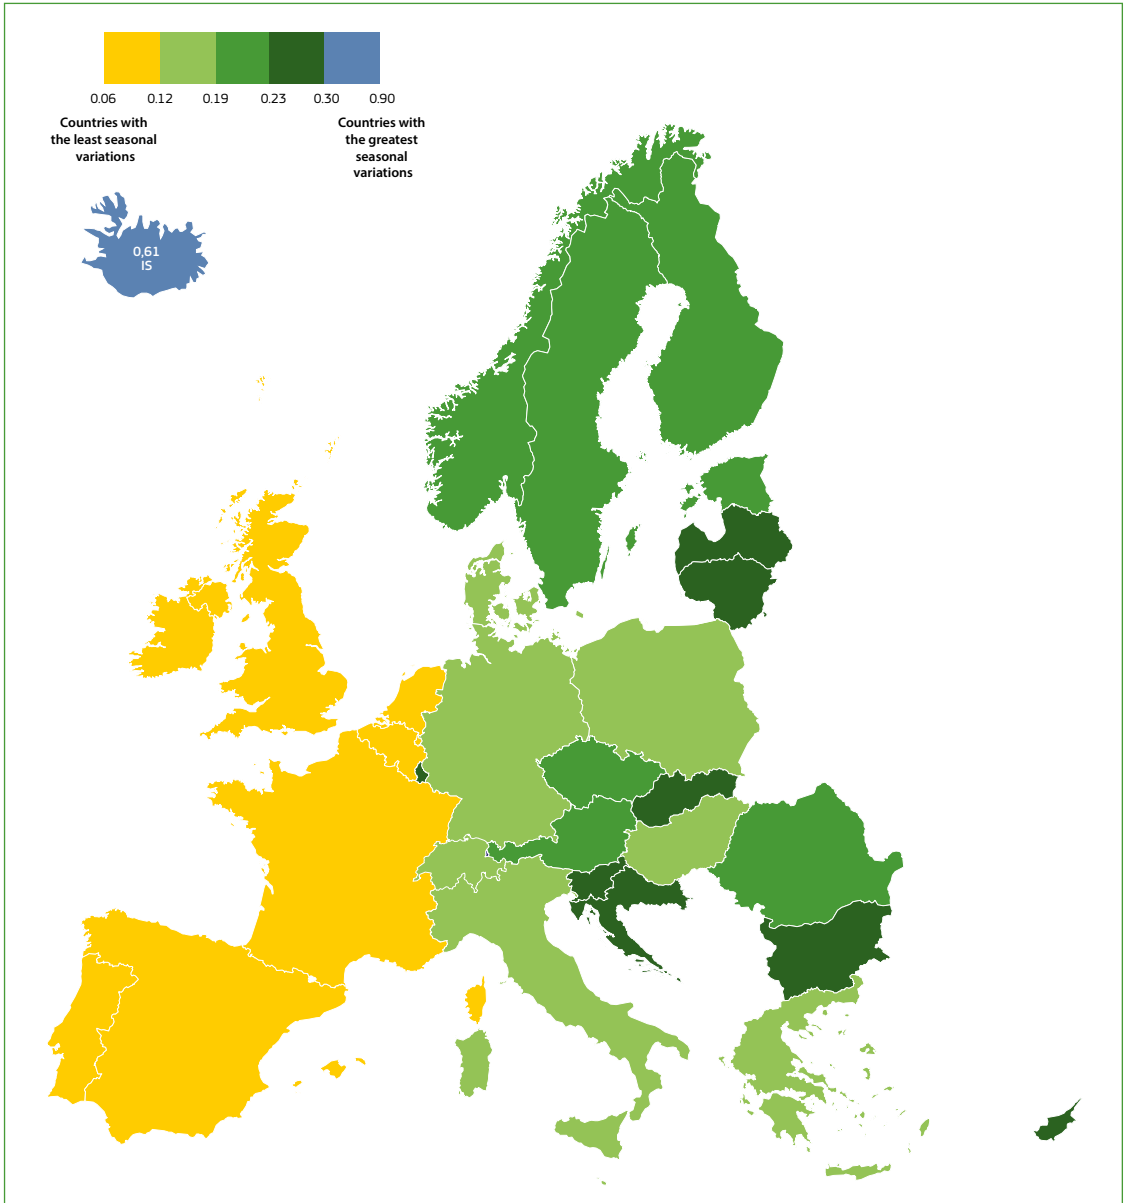 0.06 0.12 0.19 0.23 0.30 0.90
Countries with
the least seasonal
variations
Countries with
the greatest
seasonal
variations
0,61
IS